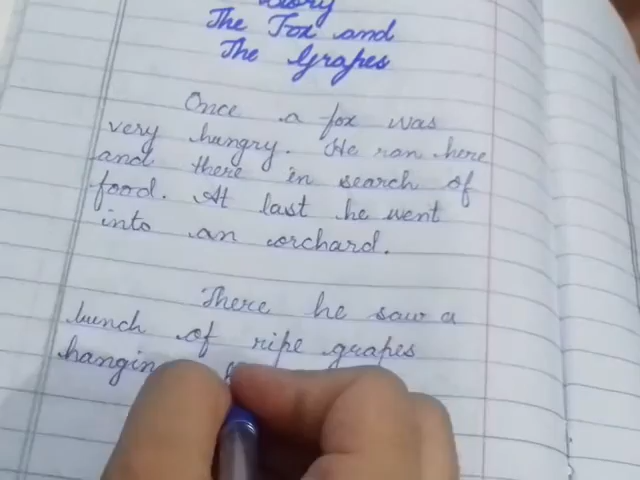 Story
The Fox and
The Grapes
Once a fox was
very hungry. He ran here
and there in search of
food. At last he went
into an orchard.
There he saw a
bunch of ripe grapes